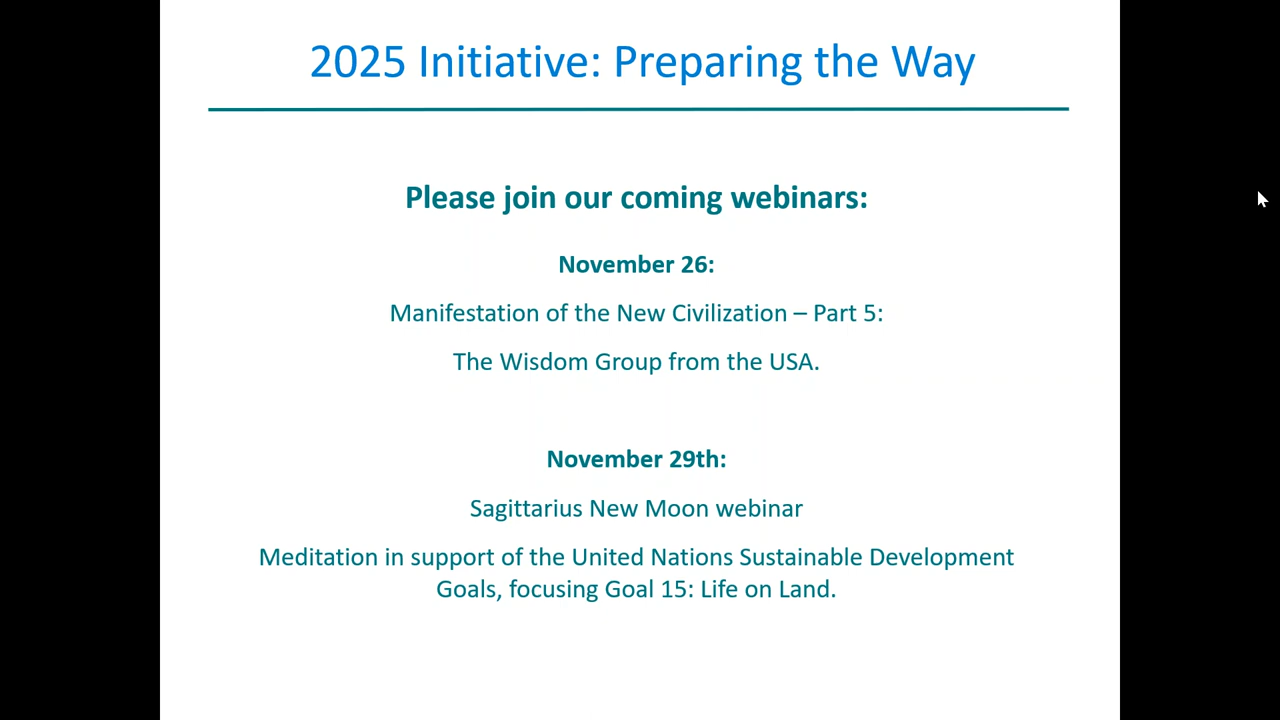 2025 Initiative: Preparing the Way
Please join our coming webinars:
November 26:
Manifestation of the New Civilization – Part 5:
The Wisdom Group from the USA.
November 29th:
Sagittarius New Moon webinar
Meditation in support of the United Nations Sustainable Development
Goals, focusing Goal 15: Life on Land.